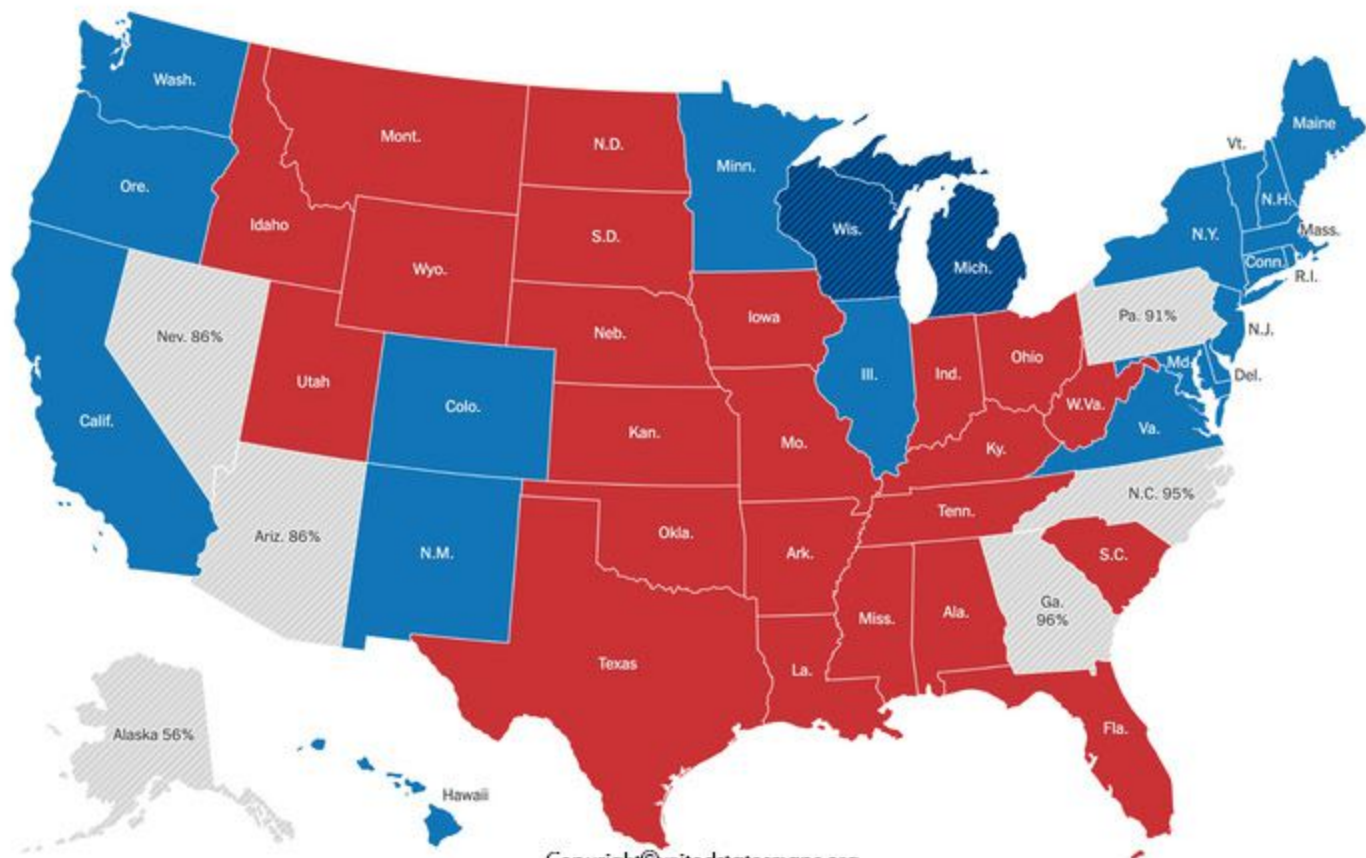 Wash.
Mont.
N.D.
Minn.
Maine
Vt.
N.H.
Ore.
Idaho
S.D.
Wis.
Mich.
N.Y.
Mass.
Conn.
R.I.
Wyo.
Nev. 86%
Neb.
Iowa
Pa. 91%
N.J.
Utah
Colo.
Ill.
Ind.
Ohio
Md.
Del.
Calif.
Kan.
Mo.
W.Va.
Ky.
Va.
Ariz. 86%
N.M.
Okla.
Ark.
Tenn.
N.C. 95%
S.C.
Miss.
Ala.
Ga.
96%
Texas
La.
Fla.
Alaska 56%
Hawaii